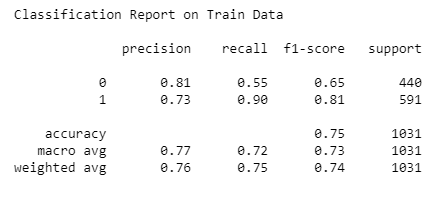 Classification Report on Train Data
precision recall f1-score support
0 0.81 0.55 0.65 440
1 0.73 0.90 0.81 591
accuracy 0.75 1031
macro avg 0.77 0.72 0.73 1031
weighted avg 0.76 0.75 0.74 1031